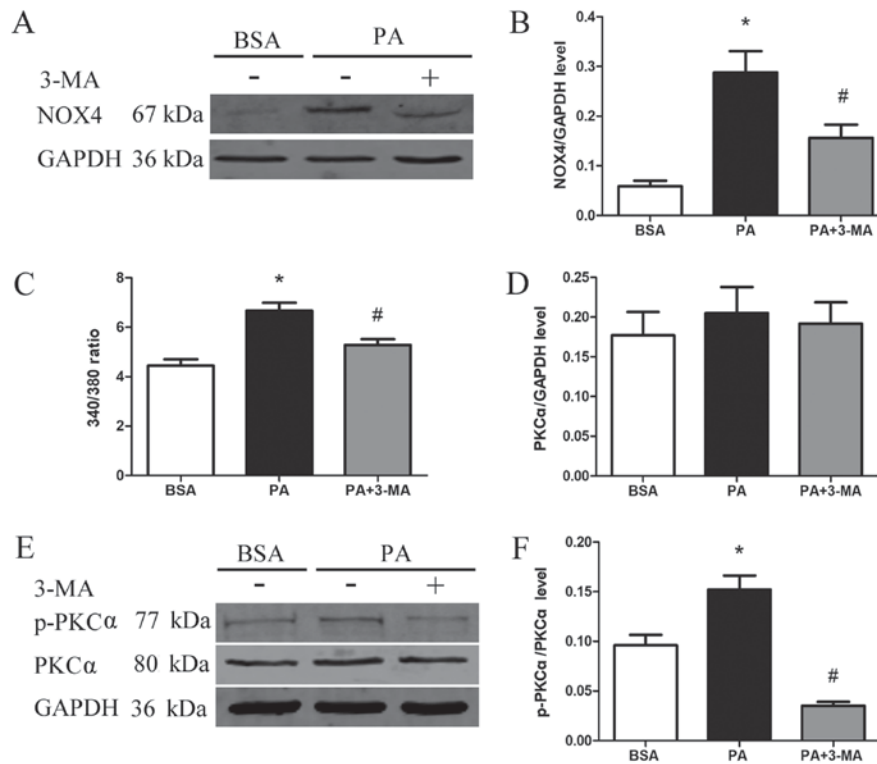 A
BSA PA
3-MA - - +
NOX4 67 kDa
GAPDH 36 kDa
B
NOX4/GAPDH level
0.4
0.3
0.2
0.1
0.0
*
#
BSA PA PA+3-MA
C
340/380 ratio
8
6
4
2
0
*
#
BSA PA PA+3-MA
D
PKCα/GAPDH level
0.25
0.20
0.15
0.10
0.05
0.00
BSA PA PA+3-MA
E
BSA PA
3-MA - - +
p-PKCα 77 kDa
PKCα 80 kDa
GAPDH 36 kDa
F
p-PKCα/PKCα level
0.20
0.15
0.10
0.05
0.00
*
#
BSA PA PA+3-MA